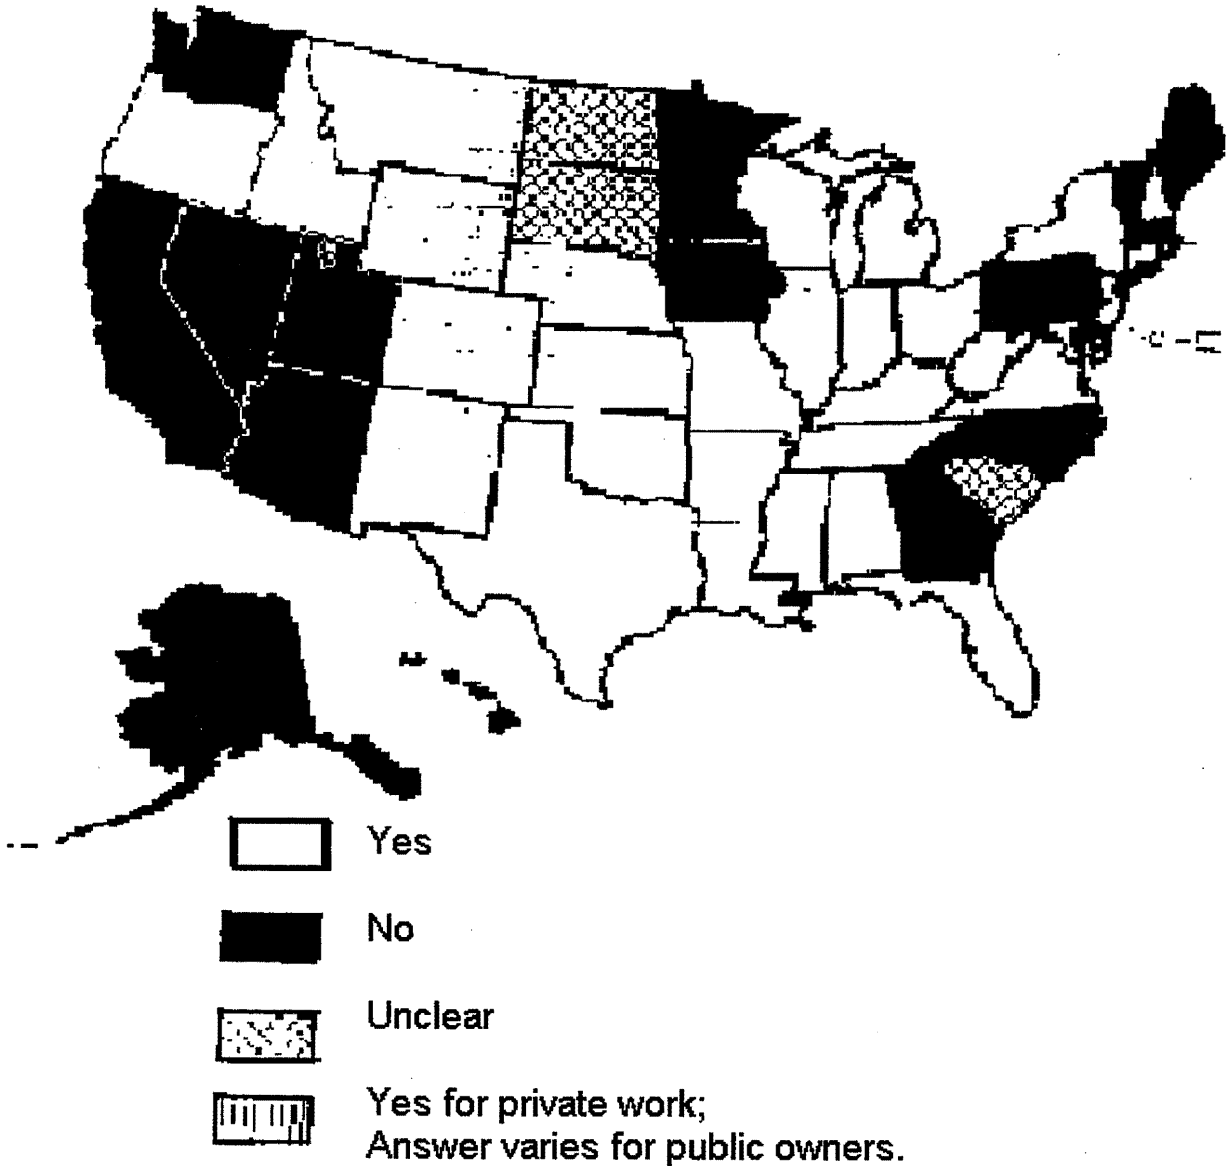 Yes
No
Unclear
Yes for private work;
Answer varies for public owners.